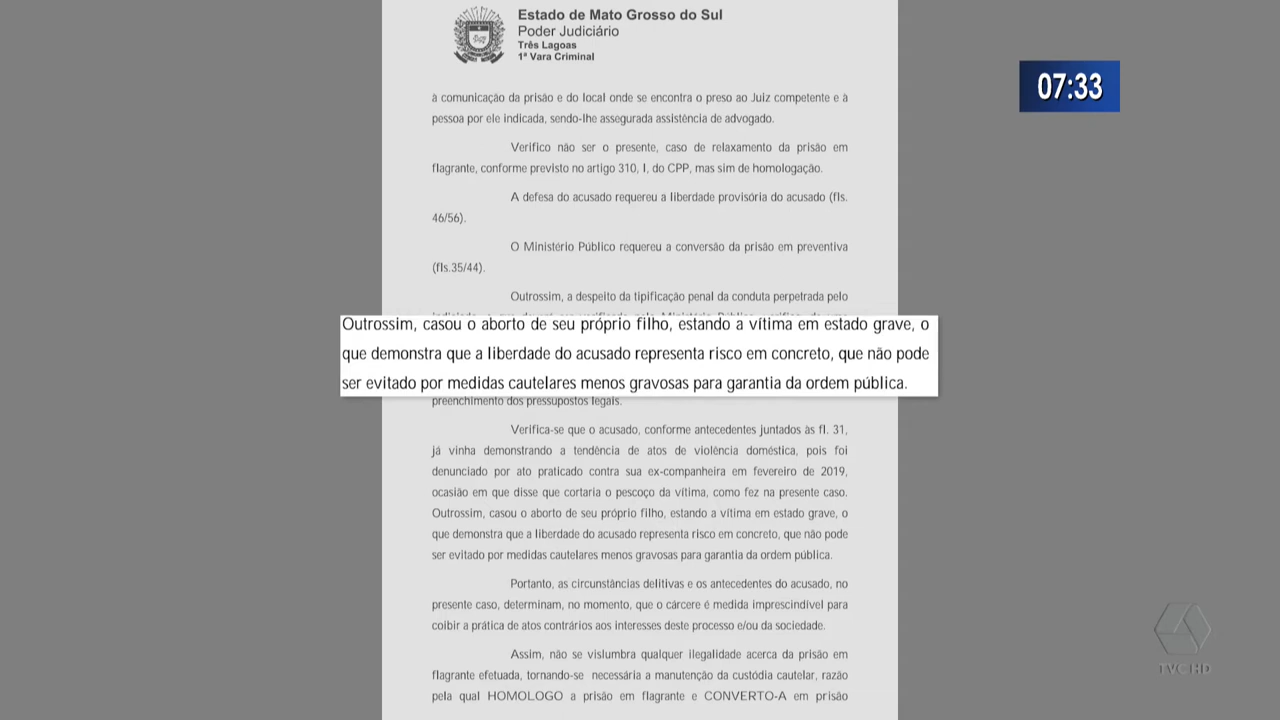 Estado de Mato Grosso do Sul
Poder Judiciário
Três Lagoas
1ª Vara Criminal
07:33
à comunicação da prisão e do local onde se encontra o preso ao Juiz competente e à
pessoa por ele indicada, sendo-lhe assegurada assistência de advogado.
Verifico não ser o presente, caso de relaxamento da prisão em
flagrante, conforme previsto no artigo 310, I, do CPP, mas sim de homologação.
A defesa do acusado requereu a liberdade provisória do acusado (fls.
46/56).
O Ministério Público requereu a conversão da prisão em preventiva
(fls.35/44).
Outrossim, a despeito da tipificação penal da conduta perpetrada pelo
Outrossim, casou o aborto de seu próprio filho, estando a vítima em estado grave, o
que demonstra que a liberdade do acusado representa risco em concreto, que não pode
ser evitado por medidas cautelares menos gravosas para garantia da ordem pública.
preenchimento dos pressupostos legais.
Verifica-se que o acusado, conforme antecedentes juntados às fl. 31,
já vinha demonstrando a tendência de atos de violência doméstica, pois foi
denunciado por ato praticado contra sua ex-companheira em fevereiro de 2019,
ocasião em que disse que cortaria o pescoço da vítima, como fez na presente caso.
Outrossim, casou o aborto de seu próprio filho, estando a vítima em estado grave, o
que demonstra que a liberdade do acusado representa risco em concreto, que não pode
ser evitado por medidas cautelares menos gravosas para garantia da ordem pública.
Portanto, as circunstâncias delitivas e os antecedentes do acusado, no
presente caso, determinam, no momento, que o cárcere é medida imprescindível para
coibir a prática de atos contrários aos interesses deste processo e/ou da sociedade.
Assim, não se vislumbra qualquer ilegalidade acerca da prisão em
flagrante efetuada, tornando-se necessária a manutenção da custódia cautelar, razão
pela qual HOMOLOGO a prisão em flagrante e CONVERTO-A em prisão
TVC HD